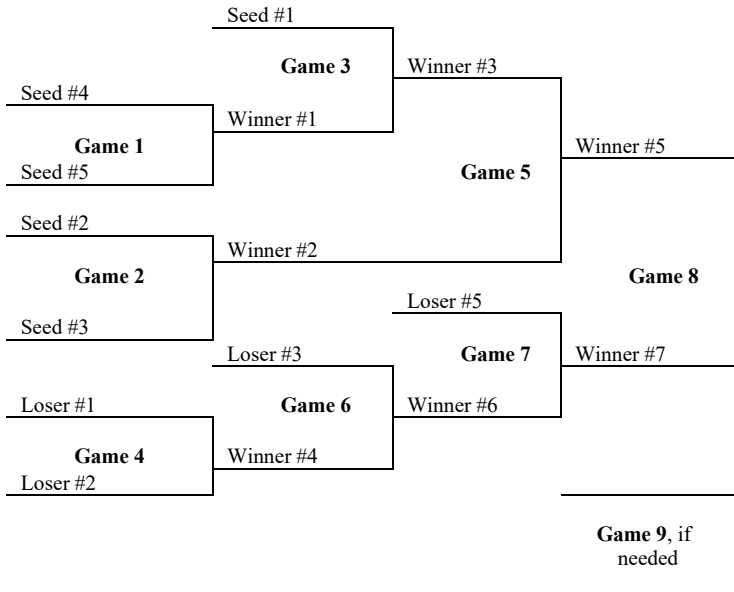 Seed #1
Game 3
Winner #3
Seed #4
Winner #1
Game 1
Winner #5
Seed #5
Game 5
Seed #2
Winner #2
Game 2
Game 8
Loser #5
Seed #3
Loser #3
Game 7
Winner #7
Loser #1
Game 6
Winner #6
Game 4
Winner #4
Loser #2
Game 9, if
needed